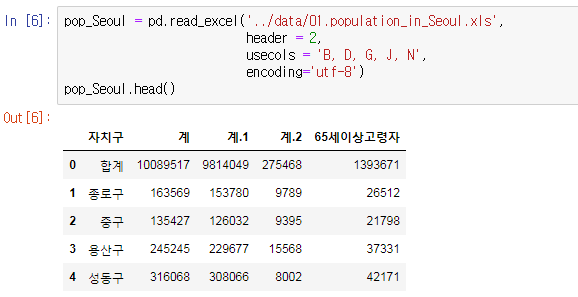 In [6]: pop_Seoul = pd.read_excel('../data/01.population_in_Seoul.xls',
header = 2,
usecols = 'B, D, G, J, N',
encoding='utf-8')
pop_Seoul.head()
Out[6]:
자치구 계 계.1 계.2 65세이상고령자
0 합계 10089517 9814049 275468 1393671
1 종로구 163569 153780 9789 26512
2 중구 135427 126032 9395 21798
3 용산구 245245 229677 15568 37331
4 성동구 316068 308066 8002 42171